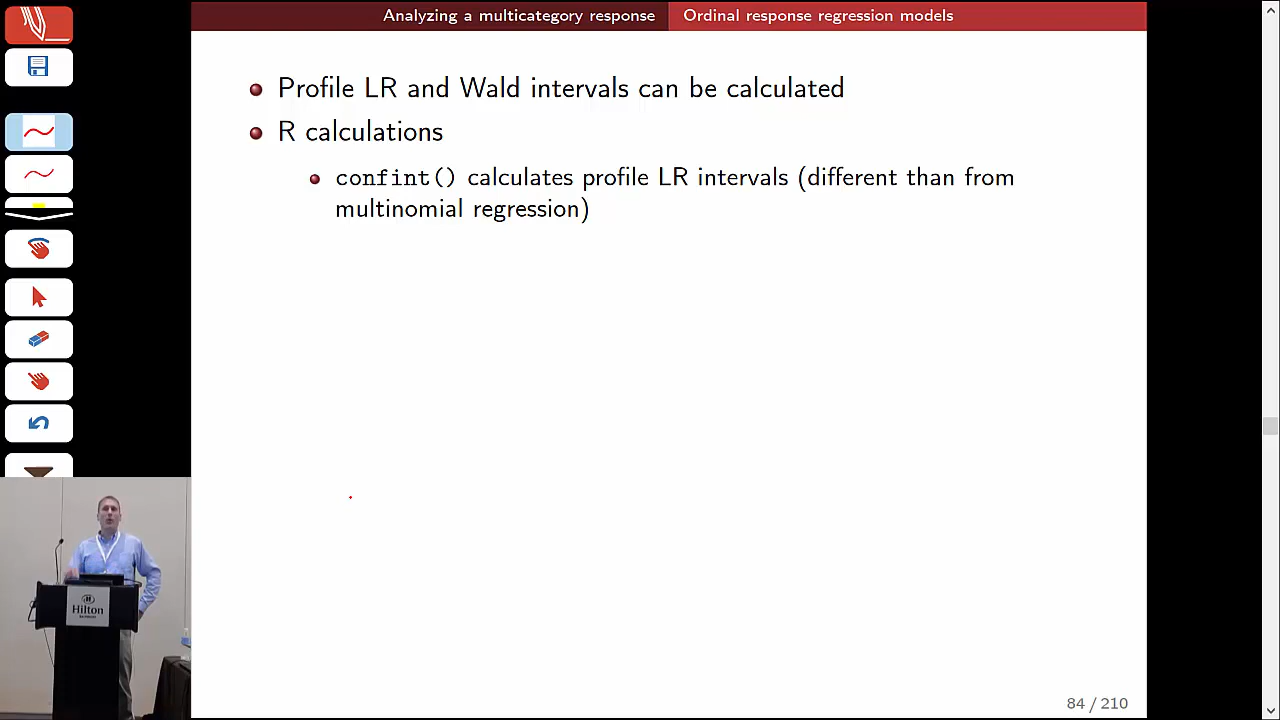 Analyzing a multicategory response Ordinal response regression models
Profile LR and Wald intervals can be calculated
R calculations
confint() calculates profile LR intervals (different than from
multinomial regression)
Hilton
84 / 210